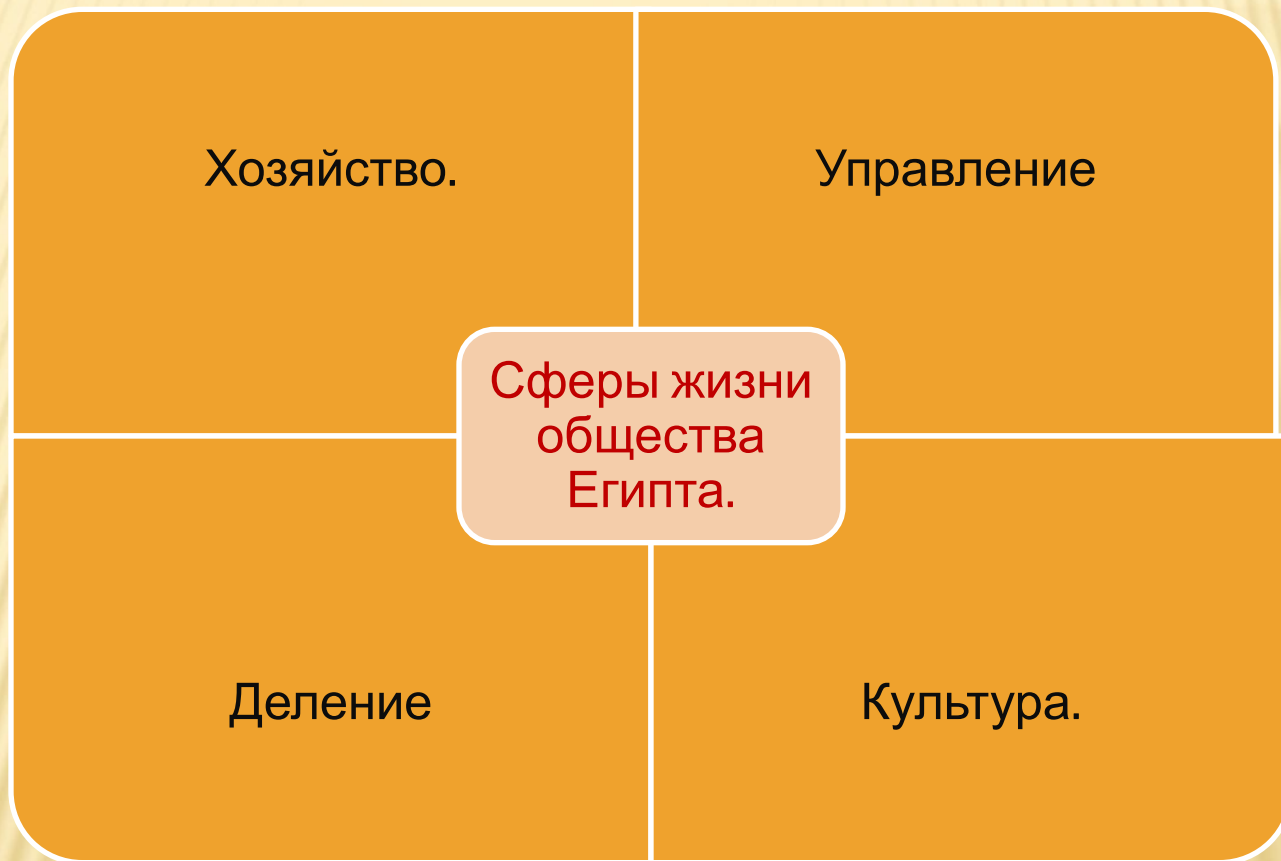 Хозяйство.
Управление
Сферы жизни
общества
Египта.
Деление
Культура.